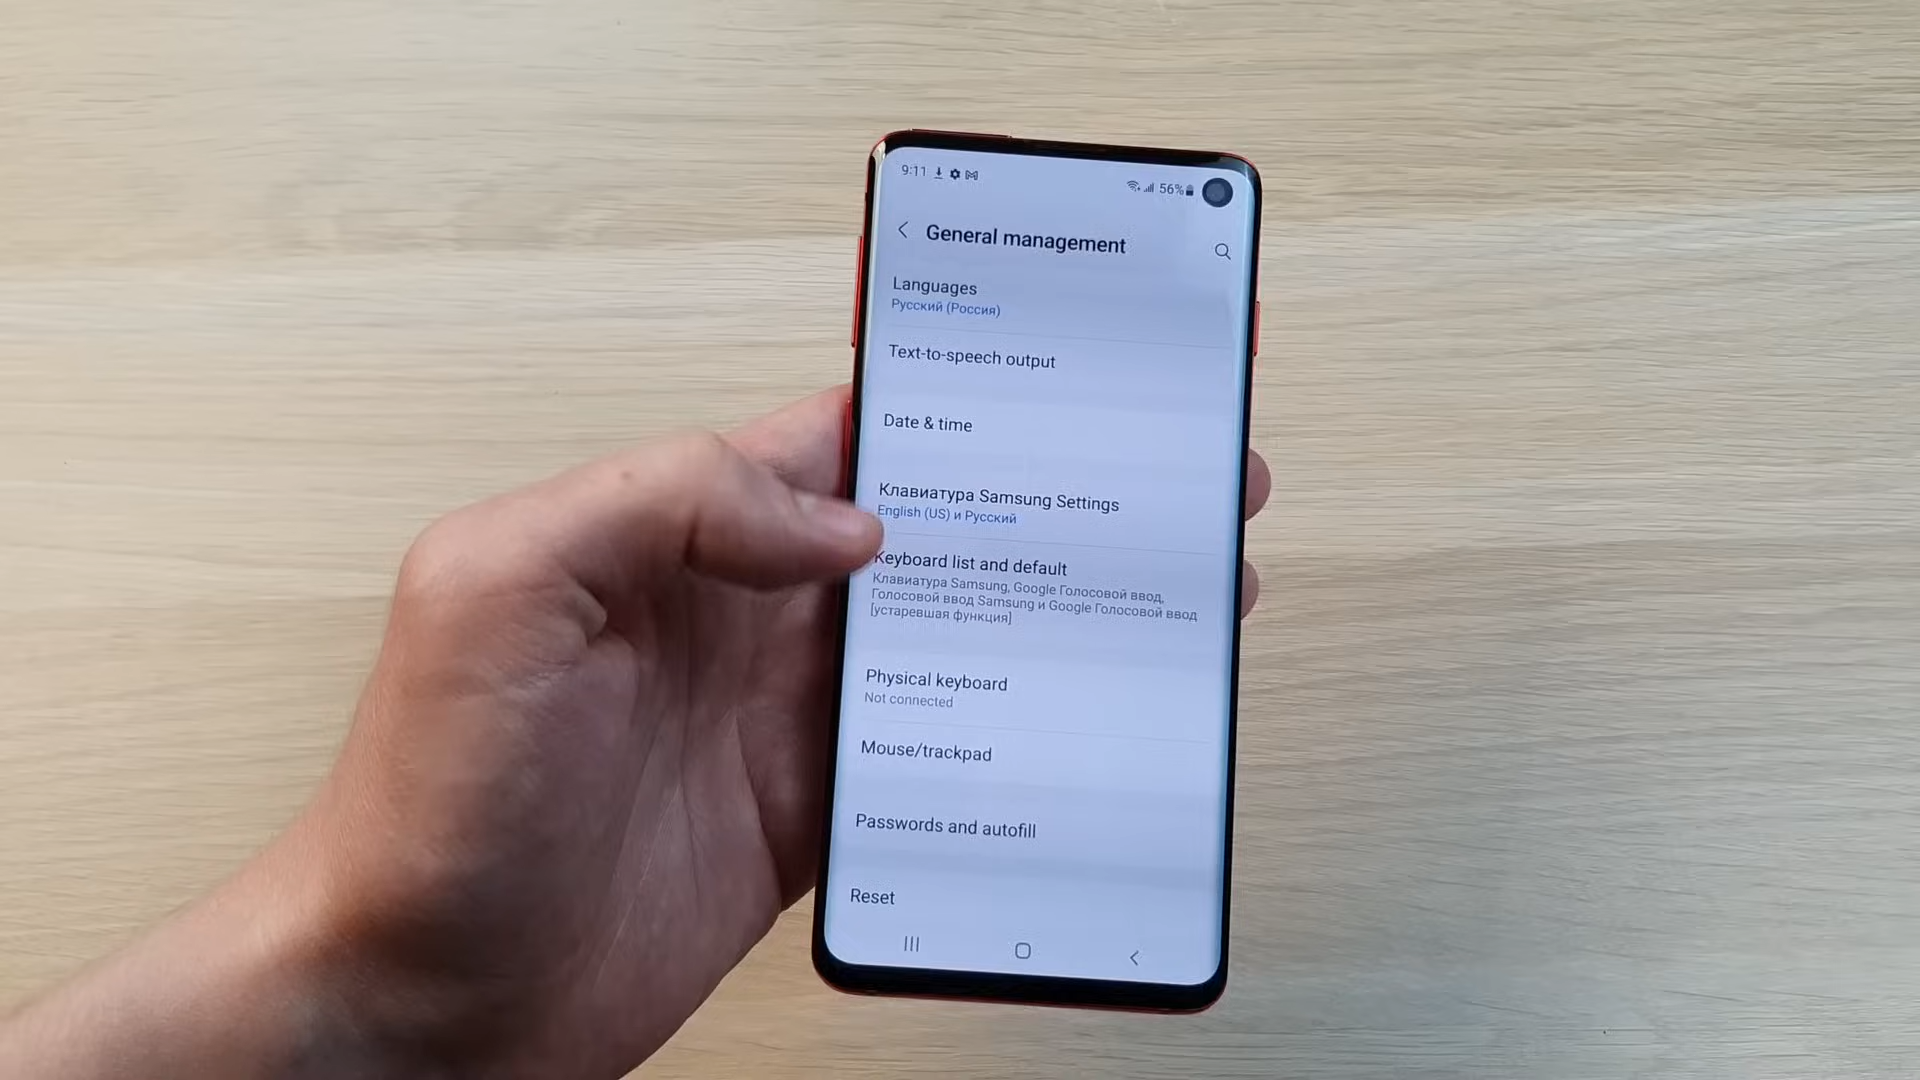 9:11
56%
General management
Languages
Русский (Россия)
Text-to-speech output
Date & time
Клавиатура Samsung Settings
English (US) и Русский
Keyboard list and default
Клавиатура Samsung, Google Голосовой ввод,
Голосовой ввод Samsung и Google Голосовой ввод
[устаревшая функция]
Physical keyboard
Not connected
Mouse/trackpad
Passwords and autofill
Reset